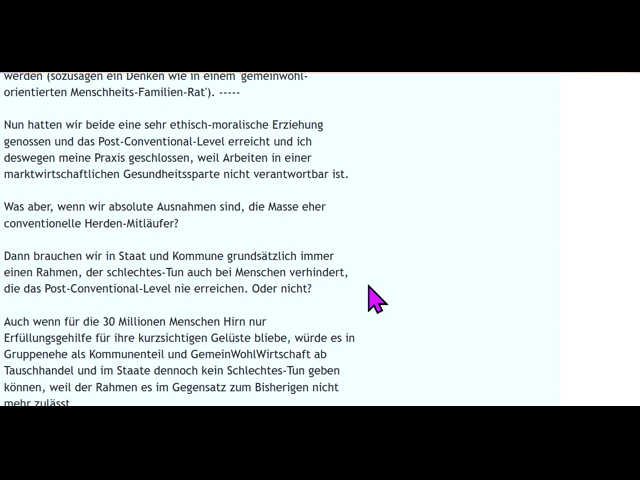 werden (sozusagen ein Denken wie in einem 'gemeinwohl-
orientierten Menschheits-Familien-Rat'). -----
Nun hatten wir beide eine sehr ethisch-moralische Erziehung
genossen und das Post-Conventional-Level erreicht und ich
deswegen meine Praxis geschlossen, weil Arbeiten in einer
marktwirtschaftlichen Gesundheitssparte nicht verantwortbar ist.
Was aber, wenn wir absolute Ausnahmen sind, die Masse eher
conventionelle Herden-Mitläufer?
Dann brauchen wir in Staat und Kommune grundsätzlich immer
einen Rahmen, der schlechtes-Tun auch bei Menschen verhindert,
die das Post-Conventional-Level nie erreichen. Oder nicht?
Auch wenn für die 30 Millionen Menschen Hirn nur
Erfüllungsgehilfe für ihre kurzsichtigen Gelüste bliebe, würde es in
Gruppenehe als Kommunenteil und GemeinWohlWirtschaft ab
Tauschhandel und im Staate dennoch kein Schlechtes-Tun geben
können, weil der Rahmen es im Gegensatz zum Bisherigen nicht
mehr zulässt